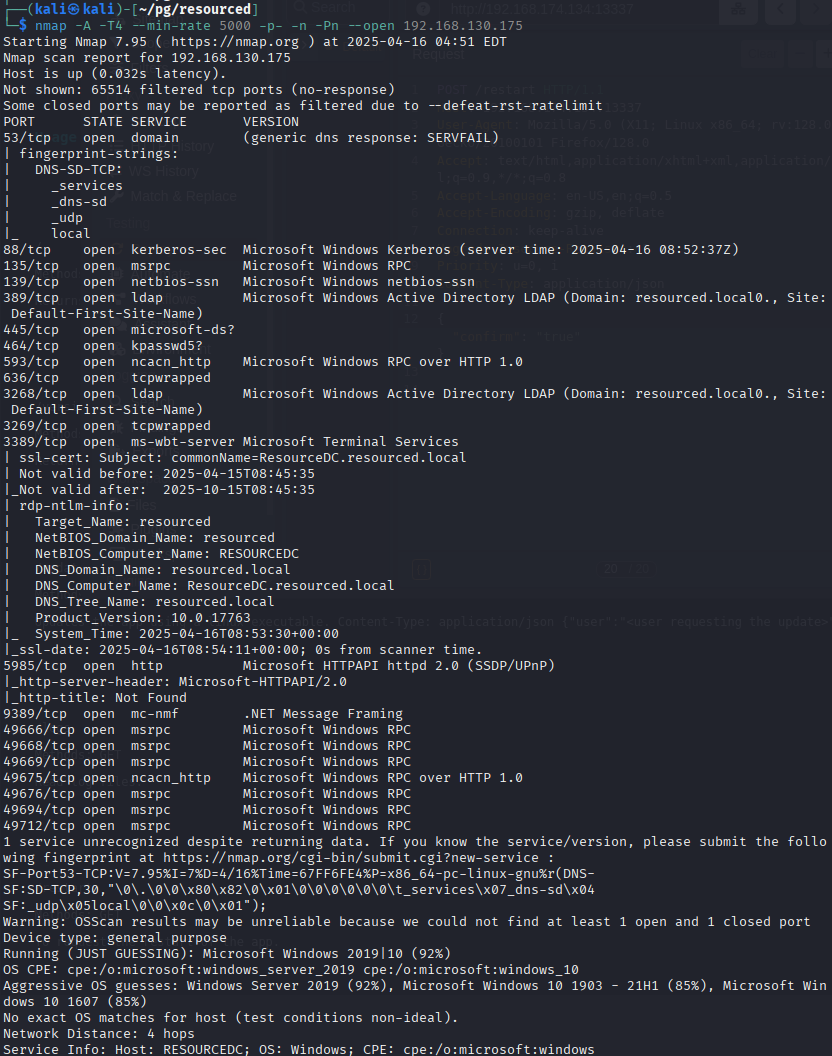 ┌──(kali㉿kali)-[~/pg/resourced]
└─$ nmap -A -T4 --min-rate 5000 -p- -n -Pn --open 192.168.130.175
Starting Nmap 7.95 ( https://nmap.org ) at 2025-04-16 04:51 EDT
Nmap scan report for 192.168.130.175
Host is up (0.032s latency).
Not shown: 65514 filtered tcp ports (no-response)
Some closed ports may be reported as filtered due to --defeat-rst-ratelimit
PORT      STATE SERVICE       VERSION
53/tcp    open  domain        (generic dns response: SERVFAIL)
| fingerprint-strings:
|   DNS-SD-TCP:
|     _services
|     _dns-sd
|     _udp
|_    local
88/tcp    open  kerberos-sec  Microsoft Windows Kerberos (server time: 2025-04-16 08:52:37Z)
135/tcp   open  msrpc         Microsoft Windows RPC
139/tcp   open  netbios-ssn   Microsoft Windows netbios-ssn
389/tcp   open  ldap          Microsoft Windows Active Directory LDAP (Domain: resourced.local0., Site:
 Default-First-Site-Name)
445/tcp   open  microsoft-ds?
464/tcp   open  kpasswd5?
593/tcp   open  ncacn_http    Microsoft Windows RPC over HTTP 1.0
636/tcp   open  tcpwrapped
3268/tcp  open  ldap          Microsoft Windows Active Directory LDAP (Domain: resourced.local0., Site:
 Default-First-Site-Name)
3269/tcp  open  tcpwrapped
3389/tcp  open  ms-wbt-server Microsoft Terminal Services
| ssl-cert: Subject: commonName=ResourceDC.resourced.local
| Not valid before: 2025-04-15T08:45:35
|_Not valid after:  2025-10-15T08:45:35
| rdp-ntlm-info:
|   Target_Name: resourced
|   NetBIOS_Domain_Name: resourced
|   NetBIOS_Computer_Name: RESOURCEDC
|   DNS_Domain_Name: resourced.local
|   DNS_Computer_Name: ResourceDC.resourced.local
|   DNS_Tree_Name: resourced.local
|   Product_Version: 10.0.17763
|_  System_Time: 2025-04-16T08:53:30+00:00
|_ssl-date: 2025-04-16T08:54:11+00:00; 0s from scanner time.
5985/tcp  open  http          Microsoft HTTPAPI httpd 2.0 (SSDP/UPnP)
|_http-server-header: Microsoft-HTTPAPI/2.0
|_http-title: Not Found
9389/tcp  open  mc-nmf        .NET Message Framing
49666/tcp open  msrpc         Microsoft Windows RPC
49668/tcp open  msrpc         Microsoft Windows RPC
49669/tcp open  msrpc         Microsoft Windows RPC
49675/tcp open  ncacn_http    Microsoft Windows RPC over HTTP 1.0
49676/tcp open  msrpc         Microsoft Windows RPC
49694/tcp open  msrpc         Microsoft Windows RPC
49712/tcp open  msrpc         Microsoft Windows RPC
1 service unrecognized despite returning data. If you know the service/version, please submit the follo
wing fingerprint at https://nmap.org/cgi-bin/submit.cgi?new-service :
SF-Port53-TCP:V=7.95%I=7%D=4/16%Time=67FF6FE4%P=x86_64-pc-linux-gnu%r(DNS-
SF:SD-TCP,30,"\0\.\0\0\x80\x82\0\x01\0\0\0\0\0\0\t_services\x07_dns-sd\x04
SF:_udp\x05local\0\0\x0c\0\x01");
Warning: OSScan results may be unreliable because we could not find at least 1 open and 1 closed port
Device type: general purpose
Running (JUST GUESSING): Microsoft Windows 2019|10 (92%)
OS CPE: cpe:/o:microsoft:windows_server_2019 cpe:/o:microsoft:windows_10
Aggressive OS guesses: Windows Server 2019 (92%), Microsoft Windows 10 1903 - 21H1 (85%), Microsoft Win
dows 10 1607 (85%)
No exact OS matches for host (test conditions non-ideal).
Network Distance: 4 hops
Service Info: Host: RESOURCEDC; OS: Windows; CPE: cpe:/o:microsoft:windows